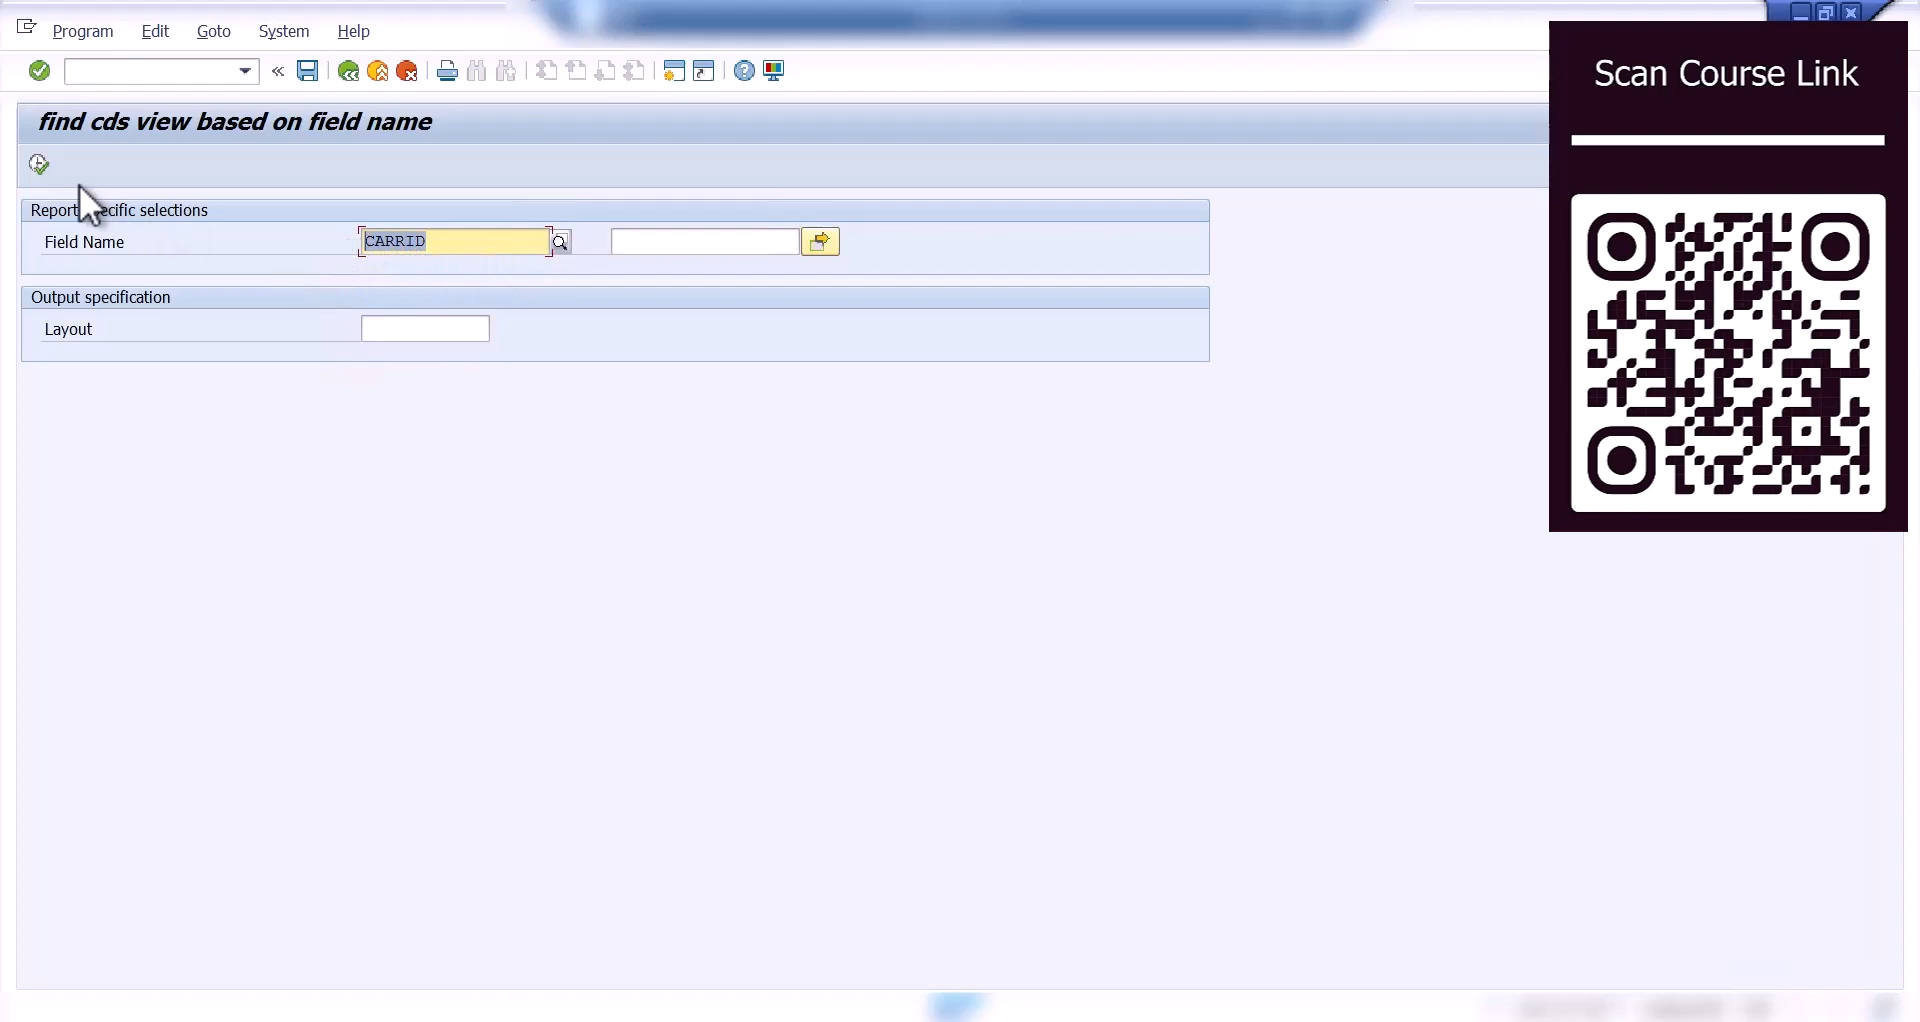 Program Edit Goto System Help
Scan Course Link
find cds view based on field name
Report ecific selections
Field Name CARRID
Output specification
Layout